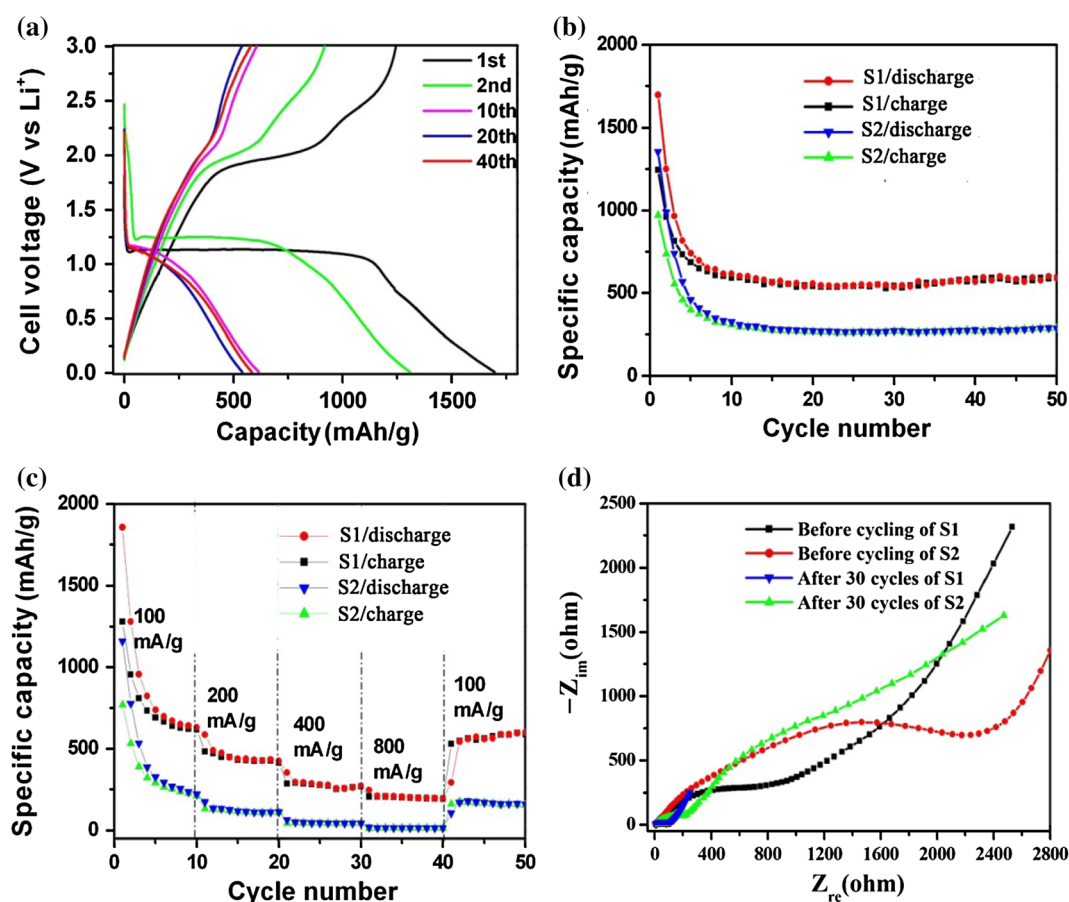 (a)
3.0
2.5
2.0
1.5
1.0
0.5
0.0
Cell voltage (V vs Li⁺)
1st
2nd
10th
20th
40th
0
500
1000
1500
Capacity (mAh/g)
(b)
2000
1500
1000
500
0
Specific capacity (mAh/g)
S1/discharge
S1/charge
S2/discharge
S2/charge
0
10
20
30
40
50
Cycle number
(c)
2000
1500
1000
500
0
Specific capacity (mAh/g)
S1/discharge
S1/charge
S2/discharge
S2/charge
100
mA/g
200
mA/g
400
mA/g
800
mA/g
100
mA/g
0
10
20
30
40
50
Cycle number
(d)
2500
2000
1500
1000
500
0
−Zim(ohm)
Before cycling of S1
Before cycling of S2
After 30 cycles of S1
After 30 cycles of S2
0
400
800
1200
1600
2000
2400
2800
Zre(ohm)